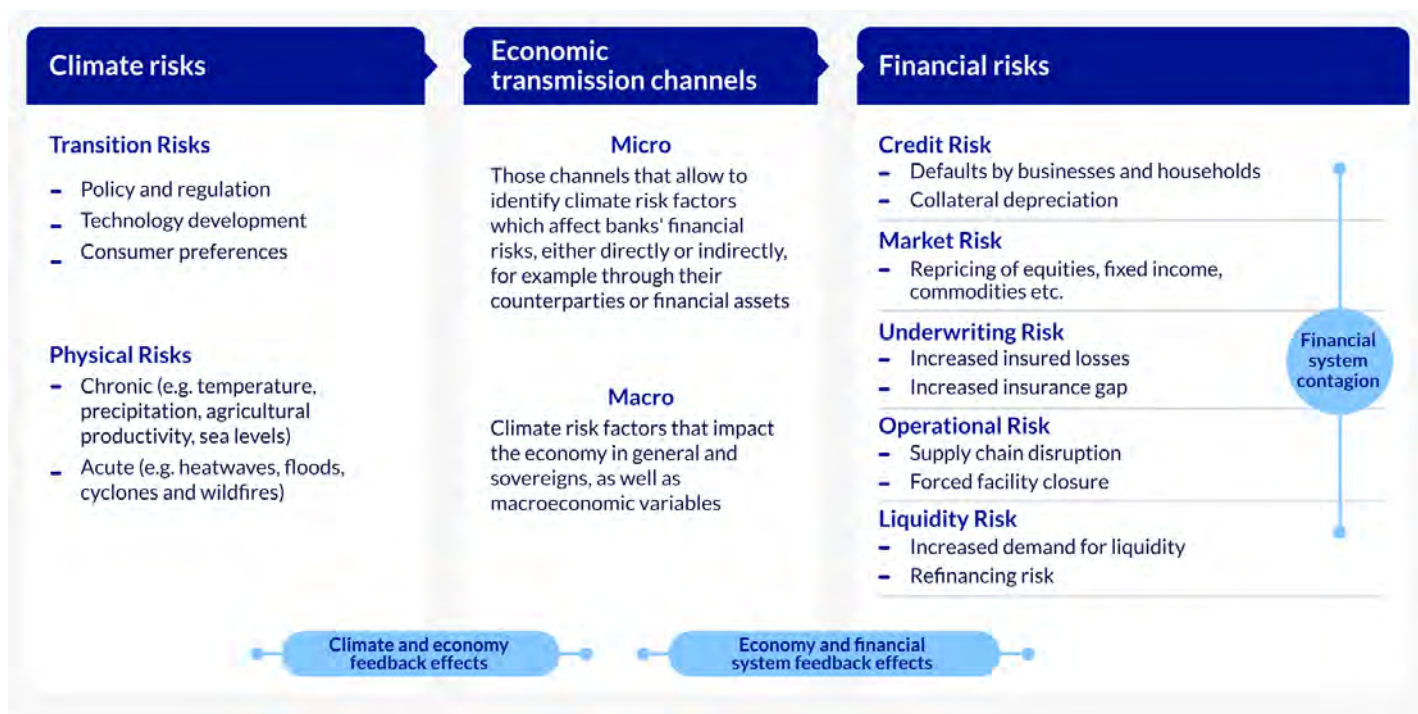 Climate risks
Transition Risks
- Policy and regulation
- Technology development
- Consumer preferences
Physical Risks
- Chronic (e.g. temperature,
precipitation, agricultural
productivity, sea levels)
- Acute (e.g. heatwaves, floods,
cyclones and wildfires)
Economic
transmission channels
Micro
Those channels that allow to
identify climate risk factors
which affect banks' financial
risks, either directly or indirectly,
for example through their
counterparties or financial assets
Macro
Climate risk factors that impact
the economy in general and
sovereigns, as well as
macroeconomic variables
Financial risks
Credit Risk
- Defaults by businesses and households
- Collateral depreciation
Market Risk
- Repricing of equities, fixed income,
commodities etc.
Underwriting Risk
- Increased insured losses
- Increased insurance gap
Operational Risk
- Supply chain disruption
- Forced facility closure
Liquidity Risk
- Increased demand for liquidity
- Refinancing risk
Financial
system
contagion
Climate and economy
feedback effects
Economy and financial
system feedback effects